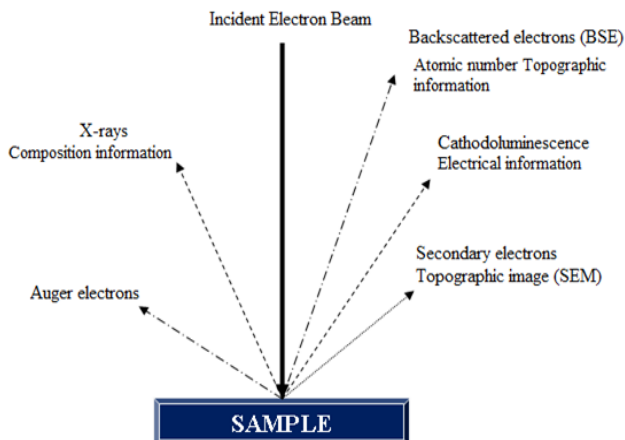 Incident Electron Beam
Backscattered electrons (BSE)
Atomic number Topographic
information
X-rays
Composition information
Cathodoluminescence
Electrical information
Secondary electrons
Topographic image (SEM)
Auger electrons
SAMPLE